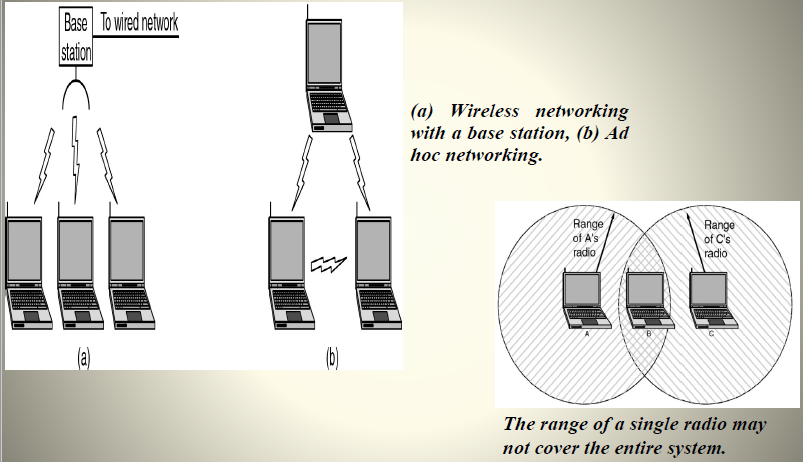 Base
station
To wired network
(a)
(b)
(a) Wireless networking
with a base station, (b) Ad
hoc networking.
Range
of A's
radio
Range
of C's
radio
A
B
C
The range of a single radio may
not cover the entire system.